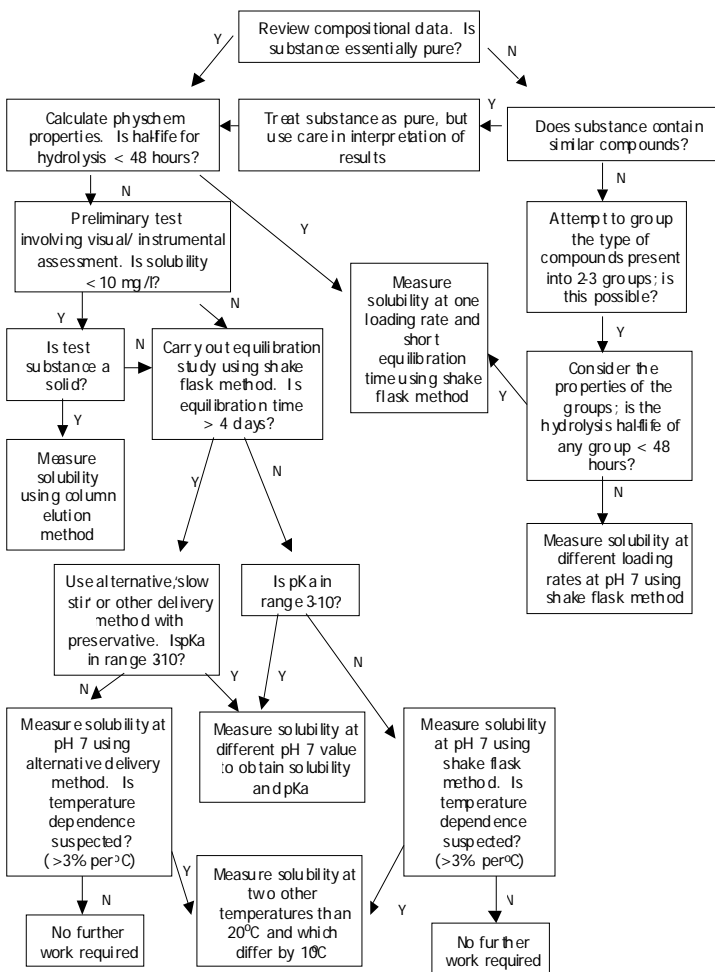 Review compositional data. Is
substance essentially pure?
Y
N
Calculate physchem
properties. Is half-life for
hydrolysis < 48 hours?
Treat substance as pure, but
use care in interpretation of
results
Y
Does substance contain
similar compounds?
N
N
Preliminary test
involving visual/ instrumental
assessment. Is solubility
< 10 mg/l?
Y
Attempt to group
the type of
compounds present
into 2-3 groups; is
this possible?
Measure
solubility at one
loading rate and
short
equilibration
time using shake
flask method
Y
N
Y
Is test
substance a
solid?
N
Carry out equilibration
study using shake
flask method. Is
equilibration time
> 4 days?
Y
Consider the
properties of the
groups; is the
hydrolysis half-life of
any group < 48
hours?
Y
Measure
solubility
using column
elution
method
Y
N
N
Measure solubility at
different loading
rates at pH 7 using
shake flask method
Use alternative, ‘slow
stir’ or other delivery
method with
preservative. IspKa
in range 310?
Is pKa in
range 3-10?
N
Y
Y
N
Measure solubility at
pH 7 using
alternative delivery
method. Is
temperature
dependence
suspected?
(>3% per ºC)
Measure solubility at
different pH 7 value
to obtain solubility
and pKa
Measure solubility
at pH 7 using
shake flask
method. Is
temperature
dependence
suspected?
(>3% per ºC)
Y
Y
N
Measure solubility at
two other
temperatures than
20ºC and which
differ by 10ºC
N
No further
work required
No further
work required